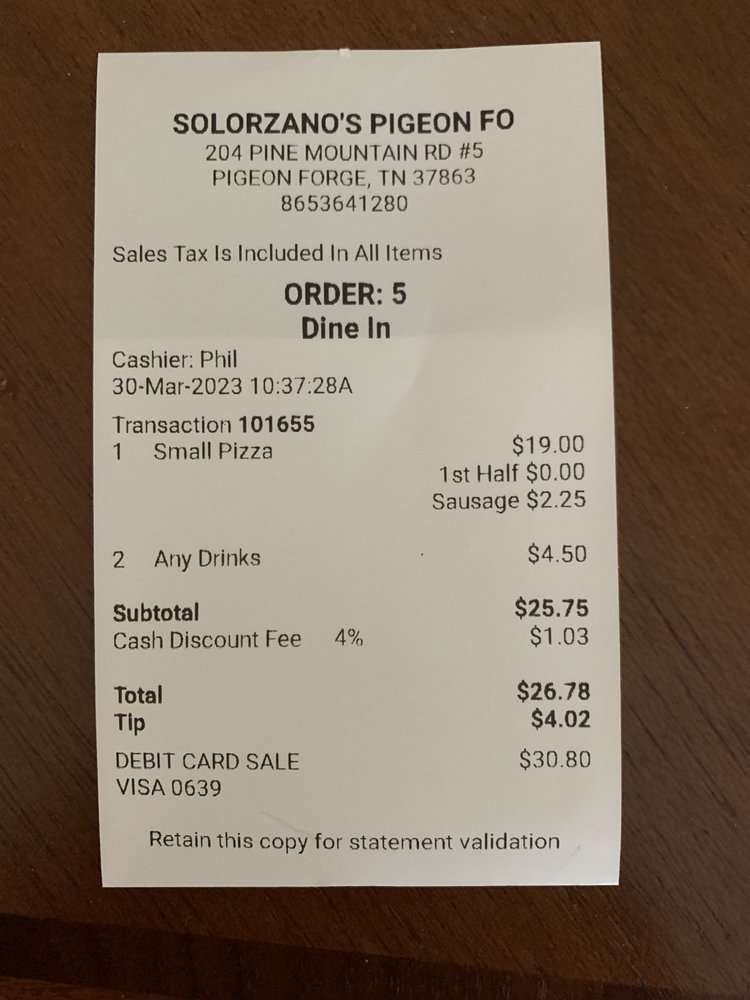 SOLORZANO'S PIGEON FO
204 PINE MOUNTAIN RD #5
PIGEON FORGE, TN 37863
8653641280
Sales Tax Is Included In All Items
ORDER: 5
Dine In
Cashier: Phil
30-Mar-2023 10:37:28A
Transaction 101655
1 Small Pizza $19.00
1st Half $0.00
Sausage $2.25
2 Any Drinks $4.50
Subtotal $25.75
Cash Discount Fee 4% $1.03
Total $26.78
Tip $4.02
DEBIT CARD SALE $30.80
VISA 0639
Retain this copy for statement validation